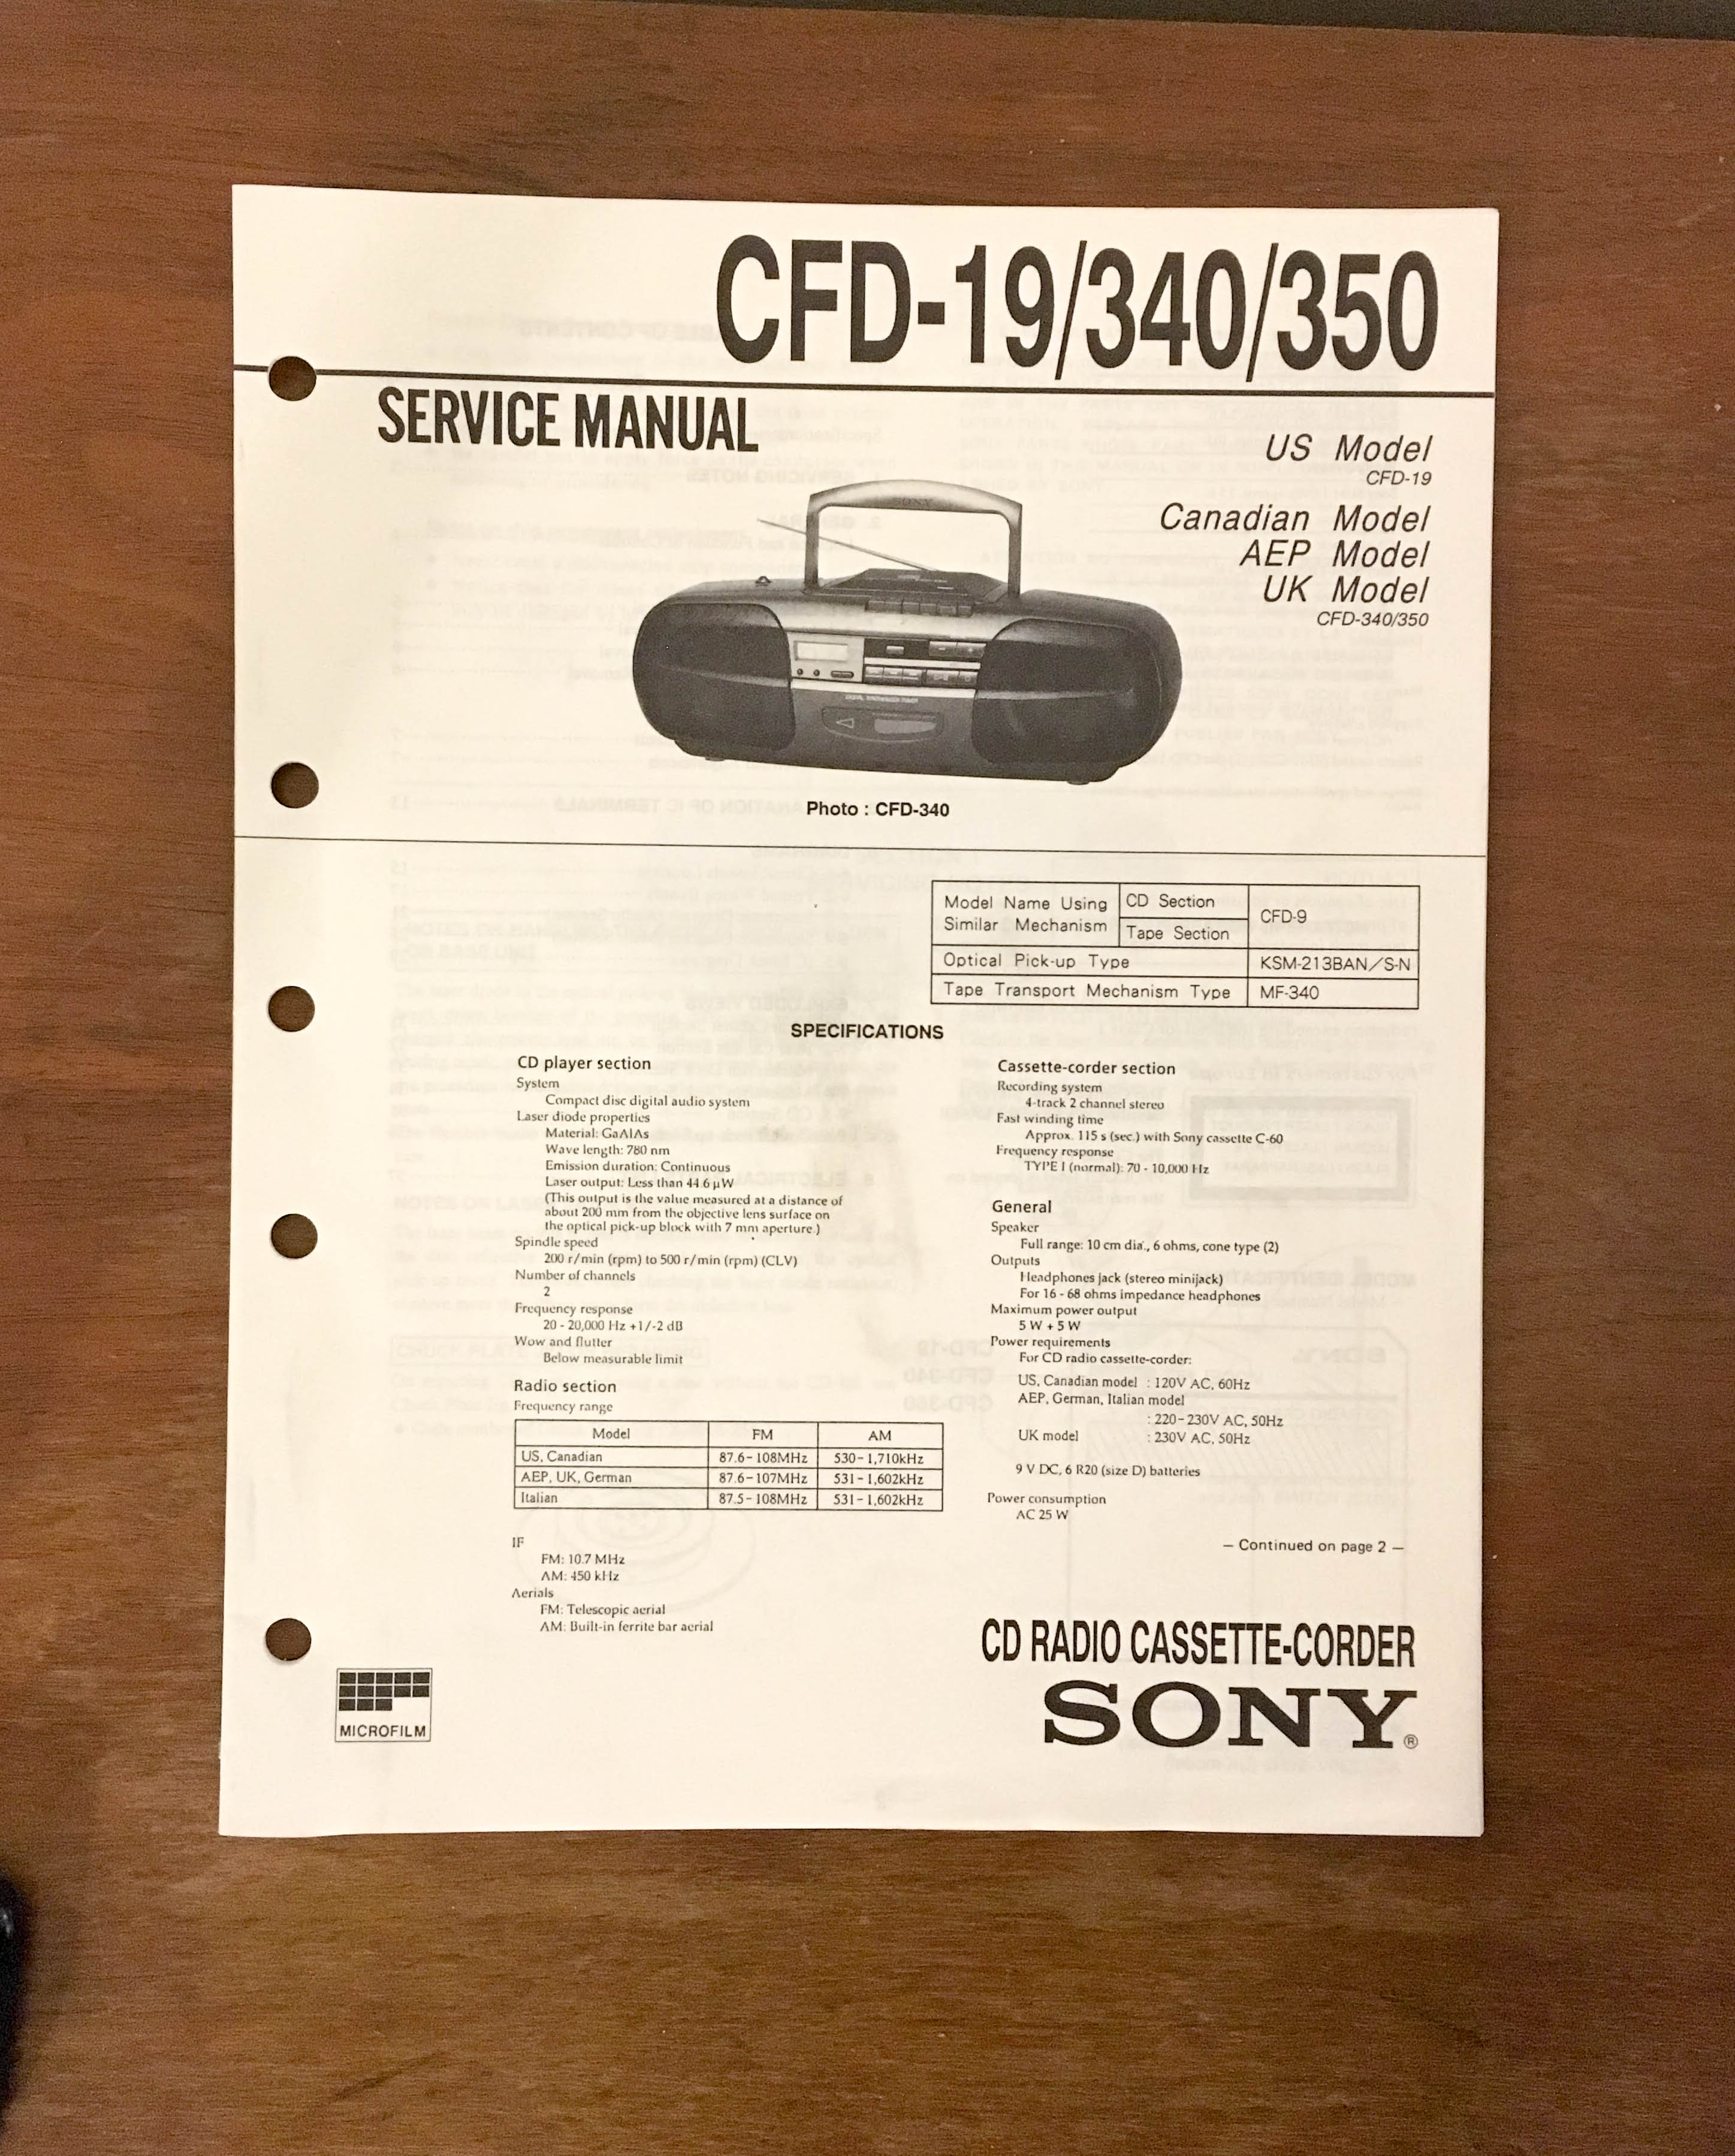 CFD-19/340/350
SERVICE MANUAL
US Model
CFD-19
Canadian Model
AEP Model
UK Model
CFD-340/350
SONY
Photo : CFD-340
Model Name Using Similar Mechanism | CD Section | CFD-9
Tape Section
Optical Pick-up Type | KSM-213BAN/S-N
Tape Transport Mechanism Type | MF-340
SPECIFICATIONS
CD player section
System
Compact disc digital audio system
Laser diode properties
Material: GaAlAs
Wave length: 780 nm
Emission duration: Continuous
Laser output: Less than 44.6 µW
(This output is the value measured at a distance of
about 200 mm from the objective lens surface on
the optical pick-up block with 7 mm aperture.)
Spindle speed
200 r/min (rpm) to 500 r/min (rpm) (CLV)
Number of channels
2
Frequency response
20 - 20,000 Hz +1/-2 dB
Wow and flutter
Below measurable limit
Radio section
Frequency range
Model | FM | AM
US, Canadian | 87.6-108MHz | 530-1,710kHz
AEP, UK, German | 87.6-107MHz | 531-1,602kHz
Italian | 87.5-108MHz | 531-1,602kHz
IF
FM: 10.7 MHz
AM: 450 kHz
Aerials
FM: Telescopic aerial
AM: Built-in ferrite bar aerial
Cassette-corder section
Recording system
4-track 2 channel stereo
Fast winding time
Approx. 115 s (sec.) with Sony cassette C-60
Frequency response
TYPE I (normal): 70 - 10,000 Hz
General
Speaker
Full range: 10 cm dia., 6 ohms, cone type (2)
Outputs
Headphones jack (stereo minijack)
For 16 - 68 ohms impedance headphones
Maximum power output
5 W + 5 W
Power requirements
For CD radio cassette-corder:
US, Canadian model : 120V AC, 60Hz
AEP, German, Italian model
: 220-230V AC, 50Hz
UK model : 230V AC, 50Hz
9 V DC, 6 R20 (size D) batteries
Power consumption
AC 25 W
— Continued on page 2 —
CD RADIO CASSETTE-CORDER
SONY®
MICROFILM